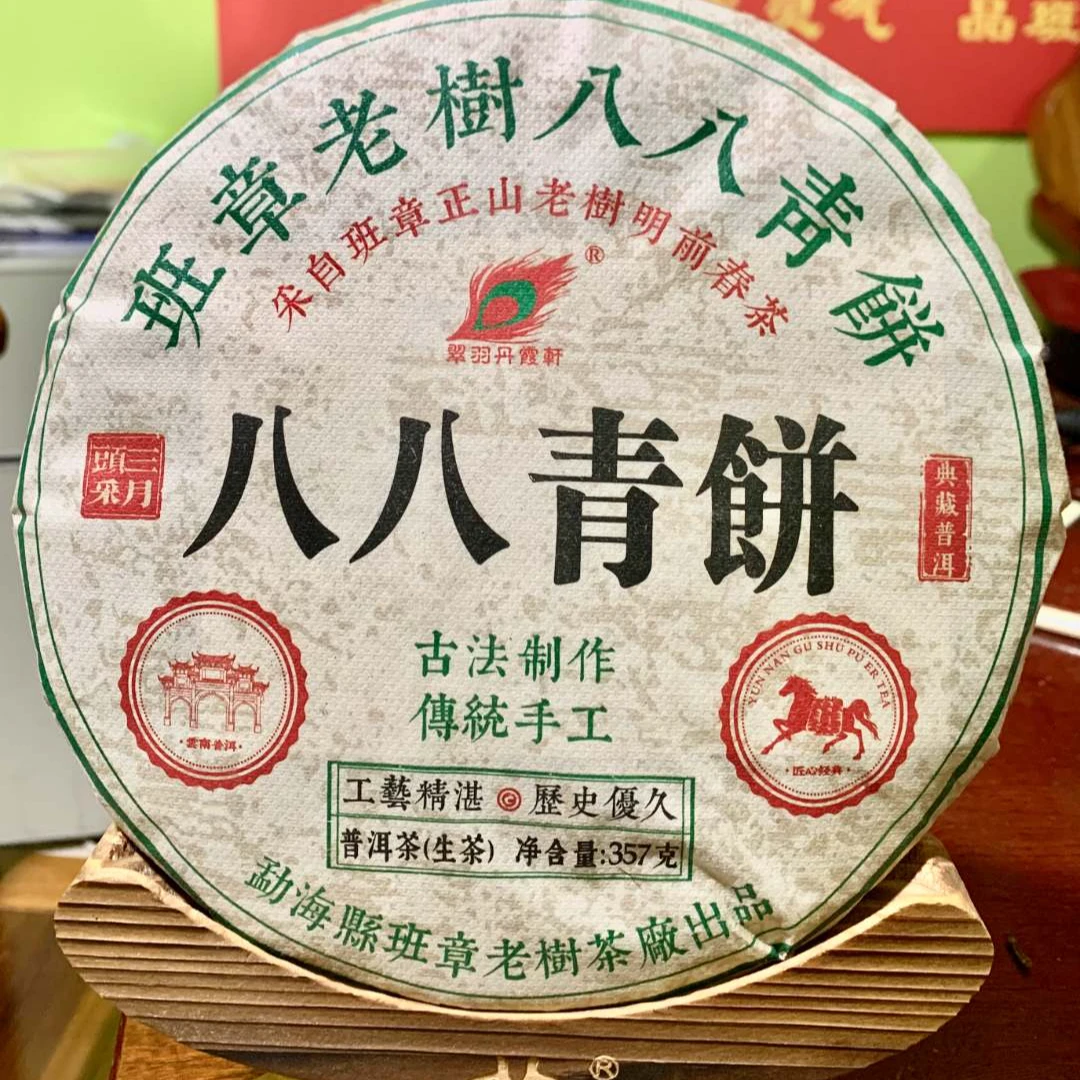 班章老樹八八青餅
采自班章正山老樹明前春茶
®
翠羽丹霞軒
八八青餅
三月
頭采
典藏普洱
雲南普洱
YUN NAN GU SHU PU ER TEA
匠心经典
古法制作
傳統手工
工藝精湛 歷史優久
普洱茶(生茶) 净含量:357克
勐海縣班章老樹茶廠出品
®